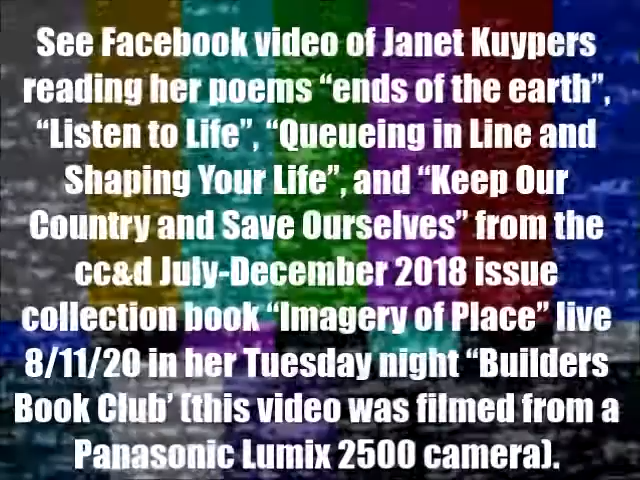 See Facebook video of Janet Kuypers
reading her poems “ends of the earth”,
“Listen to Life”, “Queueing in Line and
Shaping Your Life”, and “Keep Our
Country and Save Ourselves” from the
cc&d July-December 2018 issue
collection book “Imagery of Place” live
8/11/20 in her Tuesday night “Builders
Book Club’ (this video was filmed from a
Panasonic Lumix 2500 camera).